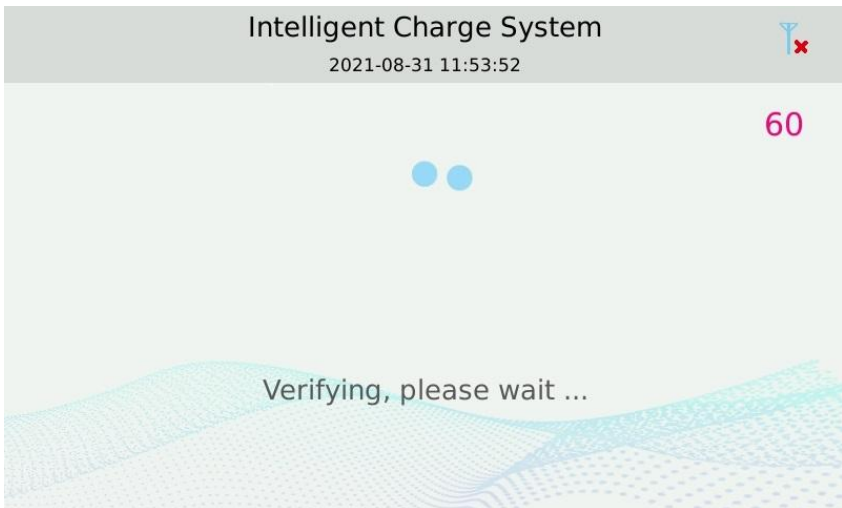 Intelligent Charge System
2021-08-31 11:53:52
60
Verifying, please wait ...